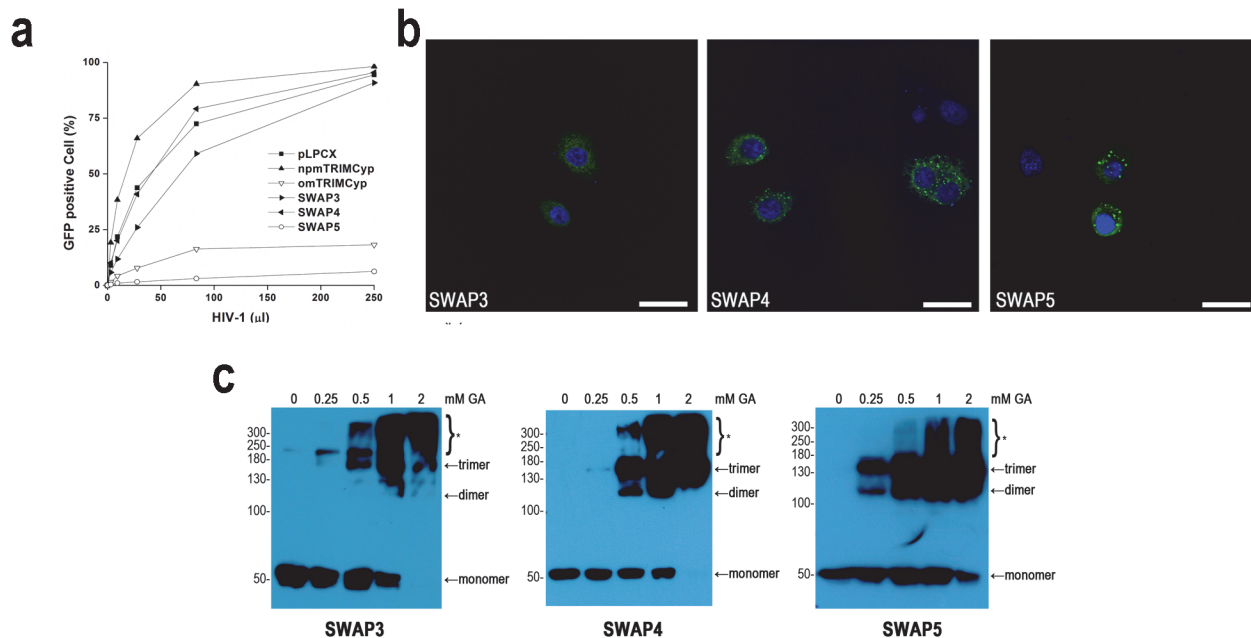 a
b
100
75
50
25
0
GFP positive Cell (%)
pLPCX
npmTRIMCyp
omTRIMCyp
SWAP3
SWAP4
SWAP5
0 50 100 150 200 250
HIV-1 (μl)
SWAP3
SWAP4
SWAP5
c
0 0.25 0.5 1 2 mM GA
300-
250-
180-
130-
100-
50-
*
←trimer
←dimer
←monomer
SWAP3
0 0.25 0.5 1 2 mM GA
300-
250-
180-
130-
100-
50-
*
←trimer
←dimer
←monomer
SWAP4
0 0.25 0.5 1 2 mM GA
300-
250-
180-
130-
100-
50-
*
←trimer
←dimer
←monomer
SWAP5